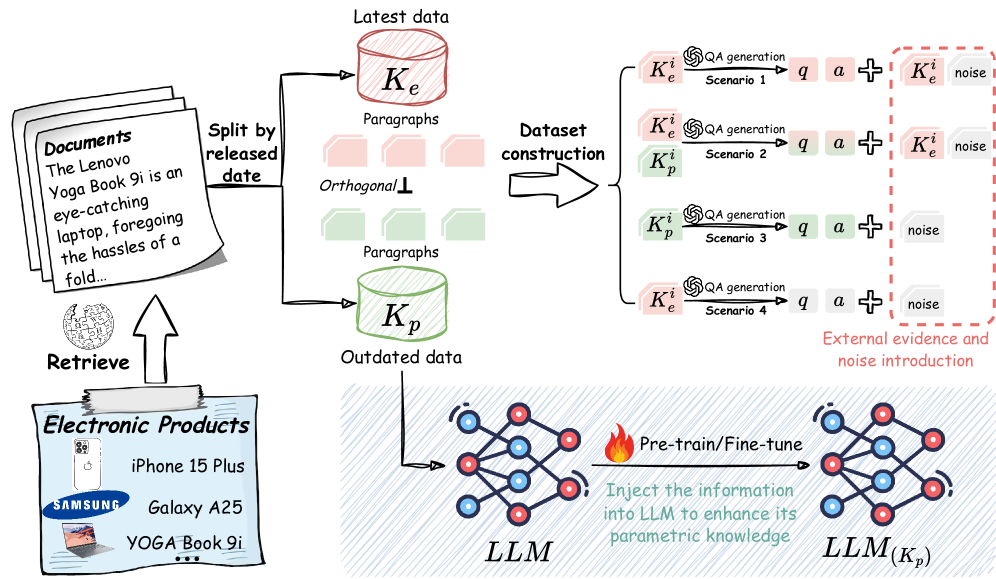 Latest data
K_e
Paragraphs
Orthogonal ⊥
Paragraphs
K_p
Outdated data
Split by
released
date
Documents
The Lenovo
Yoga Book 9i is an
eye-catching
laptop, foregoing
the hassles of a
fold...
Retrieve
Electronic Products
iPhone 15 Plus
SAMSUNG
Galaxy A25
YOGA Book 9i
...
Dataset
construction
K_e^i QA generation Scenario 1 q a + K_e^i noise
K_e^i K_p^i QA generation Scenario 2 q a + K_e^i noise
K_p^i QA generation Scenario 3 q a + noise
K_e^i QA generation Scenario 4 q a + noise
External evidence and
noise introduction
Pre-train/Fine-tune
Inject the information
into LLM to enhance its
parametric knowledge
LLM
LLM_(K_p)